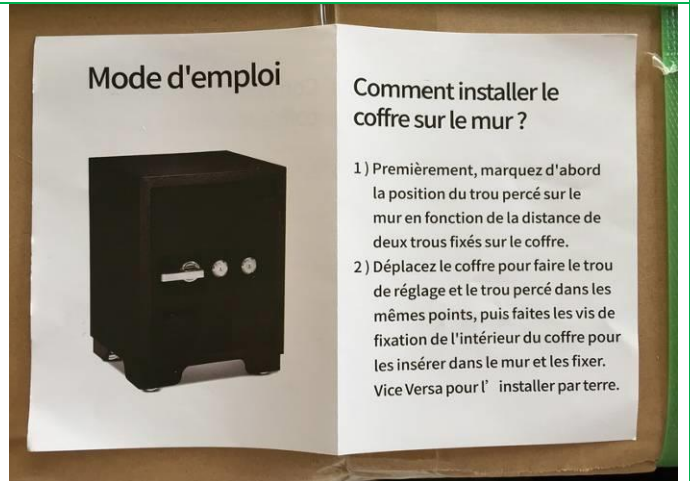 Mode d'emploi
Comment installer le
coffre sur le mur ?
1) Premièrement, marquez d'abord
la position du trou percé sur le
mur en fonction de la distance de
deux trous fixés sur le coffre.
2) Déplacez le coffre pour faire le trou
de réglage et le trou percé dans les
mêmes points, puis faites les vis de
fixation de l'intérieur du coffre pour
les insérer dans le mur et les fixer.
Vice Versa pour l’ installer par terre.